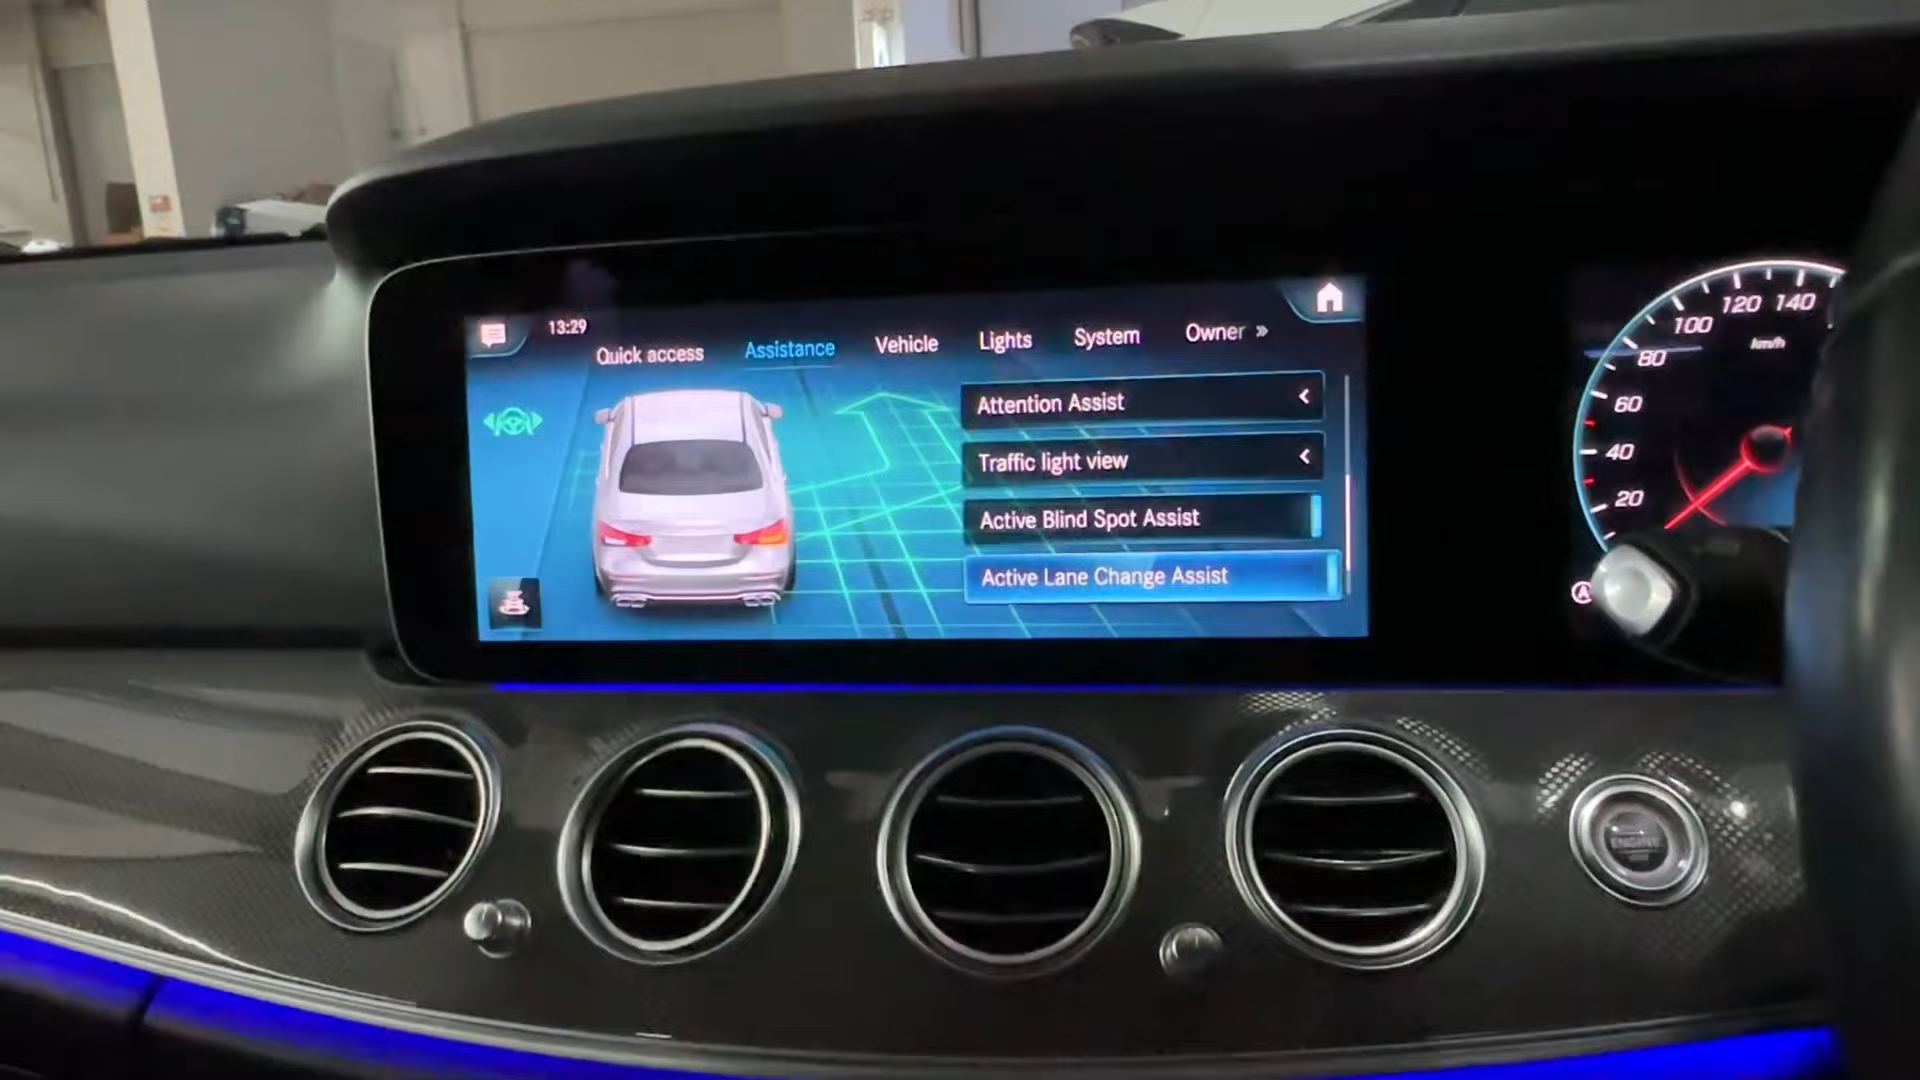 13:29
Quick access
Assistance
Vehicle
Lights
System
Owner »
Attention Assist
Traffic light view
Active Blind Spot Assist
Active Lane Change Assist
140
120
100
km/h
80
60
40
20
A
ENGINE